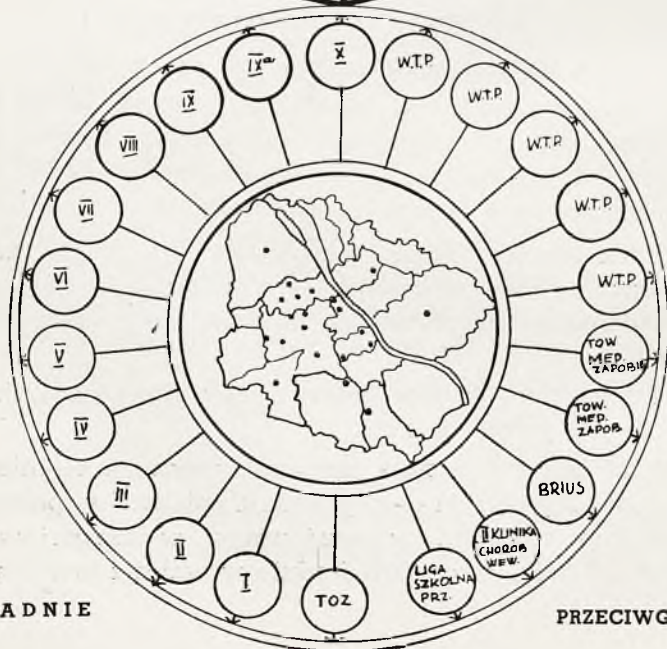 X
W.T.P.
W.T.P.
W.T.P.
W.T.P.
W.T.P.
TOW
MED.
ZAPOBIE
TOW.
MED.
ZAPOB.
BRIUS
II KLINIKA
CHOROB
WEW.
LIGA
SZKOLNA
PRZ.
TOZ
I
II
III
IV
V
VI
VII
VIII
IX
IXa
ADNIE
PRZECIWG